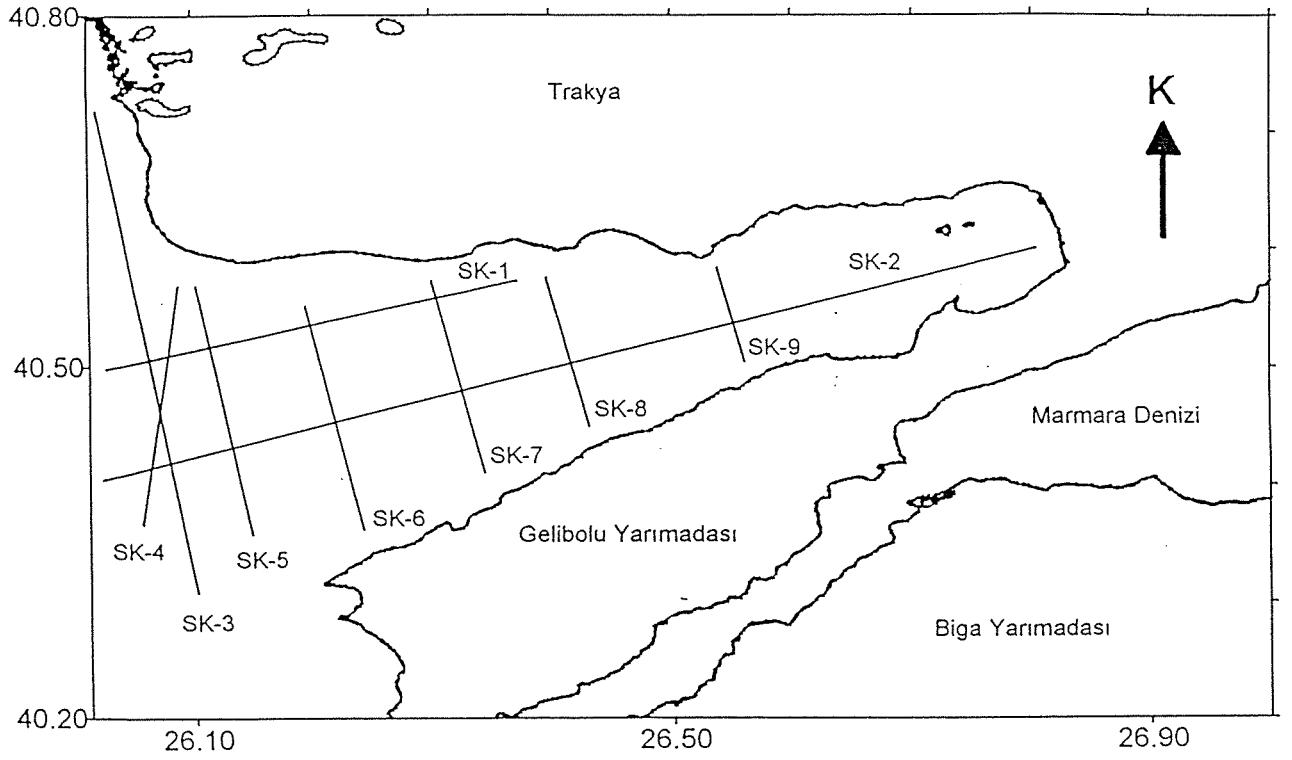 40.80
Trakya
K
SK-1
SK-2
SK-9
40.50
SK-8
Marmara Denizi
SK-7
SK-6
Gelibolu Yarımadası
SK-4
SK-5
SK-3
Biga Yarımadası
40.20
26.10
26.50
26.90